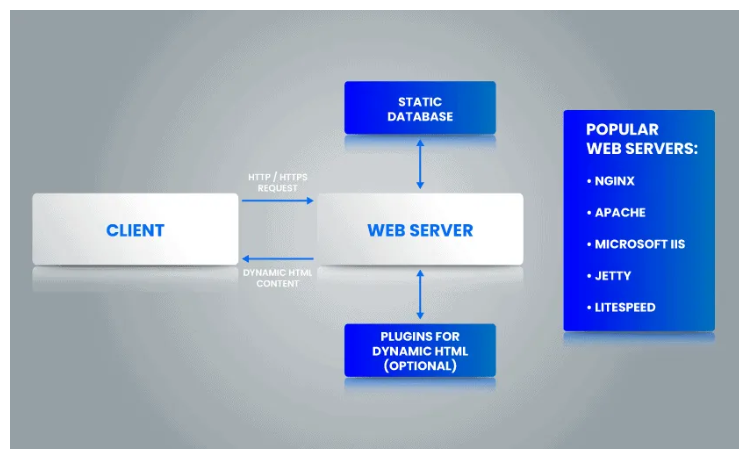 STATIC
DATABASE
POPULAR
WEB SERVERS:
• NGINX
• APACHE
• MICROSOFT IIS
• JETTY
• LITESPEED
HTTP / HTTPS
REQUEST
CLIENT
WEB SERVER
DYNAMIC HTML
CONTENT
PLUGINS FOR
DYNAMIC HTML
(OPTIONAL)